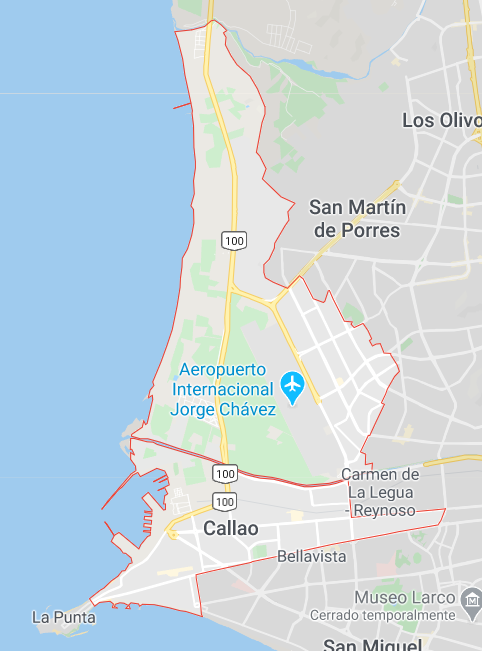 Los Olivo
San Martín
de Porres
100
Aeropuerto
Internacional
Jorge Chávez
100
Carmen de
La Legua
- Reynoso
100
Callao
Bellavista
Museo Larco
Cerrado temporalmente
La Punta
San Miguel